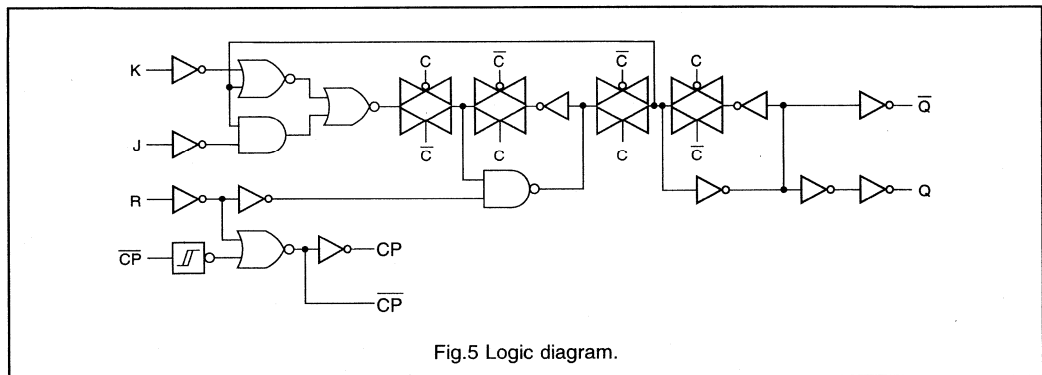 C C̅ C̅ C
K
Q̅
J
C̅ C C C̅
R
Q
C̅P̅
CP
C̅P̅
Fig.5 Logic diagram.